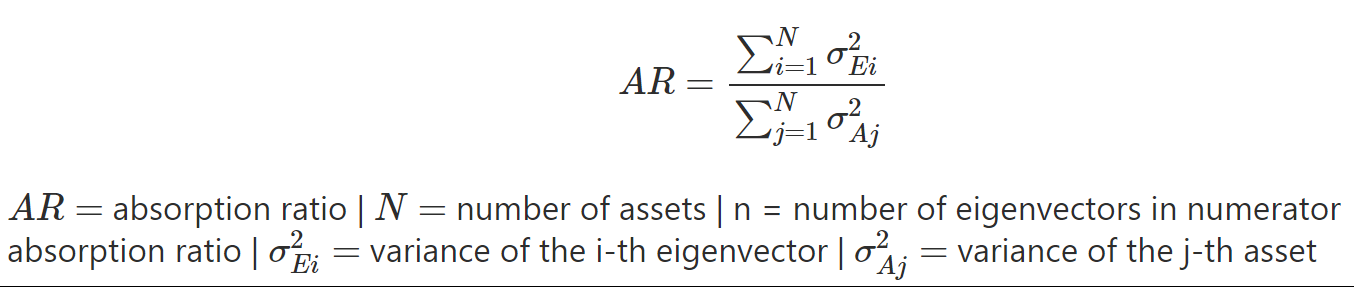 AR = \frac{\sum_{i=1}^{N} \sigma_{Ei}^{2}}{\sum_{j=1}^{N} \sigma_{Aj}^{2}}
AR = absorption ratio | N = number of assets | n = number of eigenvectors in numerator
absorption ratio | \sigma_{Ei}^{2} = variance of the i-th eigenvector | \sigma_{Aj}^{2} = variance of the j-th asset